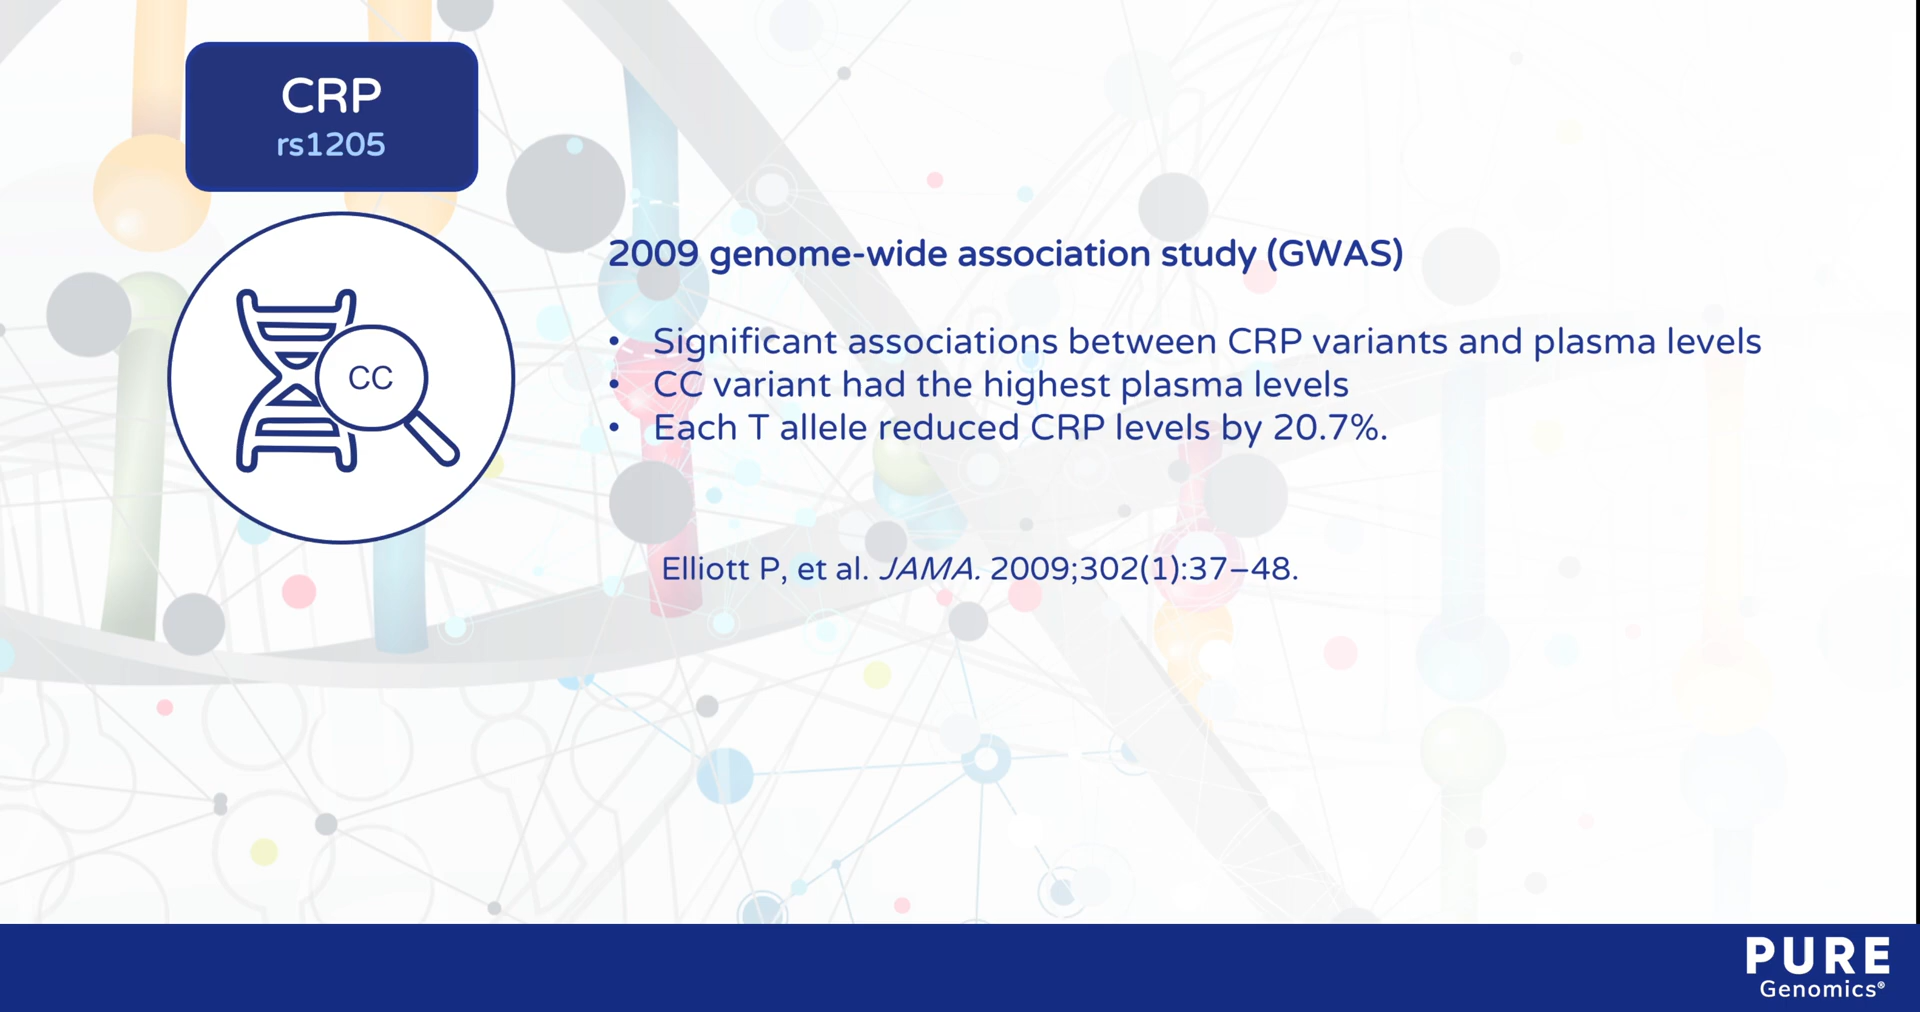 CRP
rs1205
CC
2009 genome-wide association study (GWAS)
• Significant associations between CRP variants and plasma levels
• CC variant had the highest plasma levels
• Each T allele reduced CRP levels by 20.7%.
Elliott P, et al. JAMA. 2009;302(1):37–48.
PURE
Genomics®